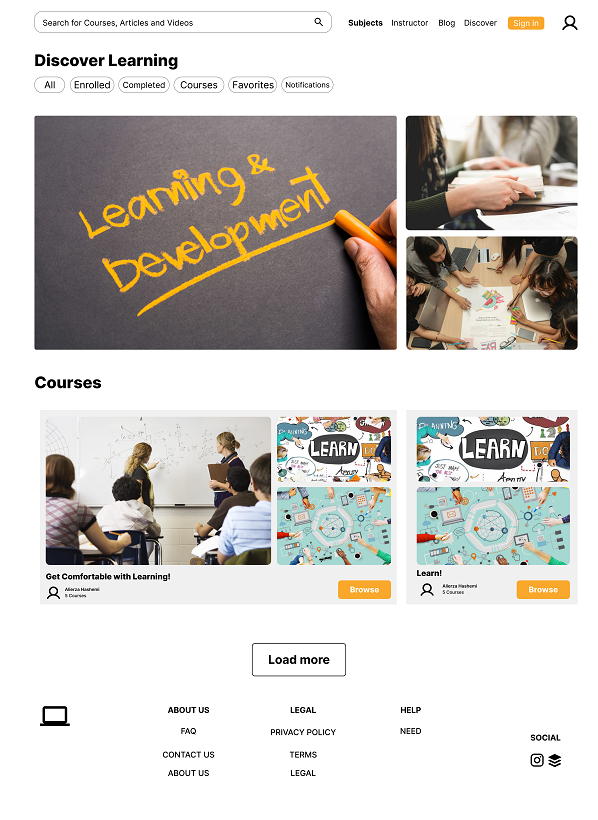 Search for Courses, Articles and Videos
Subjects Instructor Blog Discover Sign in
Discover Learning
All Enrolled Completed Courses Favorites Notifications
Learning &
Development
Courses
LEARN
LEARN
Get Comfortable with Learning!
Alierza Hashemi
5 Courses
Browse
Learn!
Alierza Hashemi
5 Courses
Browse
Load more
ABOUT US
FAQ
CONTACT US
ABOUT US
LEGAL
PRIVACY POLICY
TERMS
LEGAL
HELP
NEED
SOCIAL